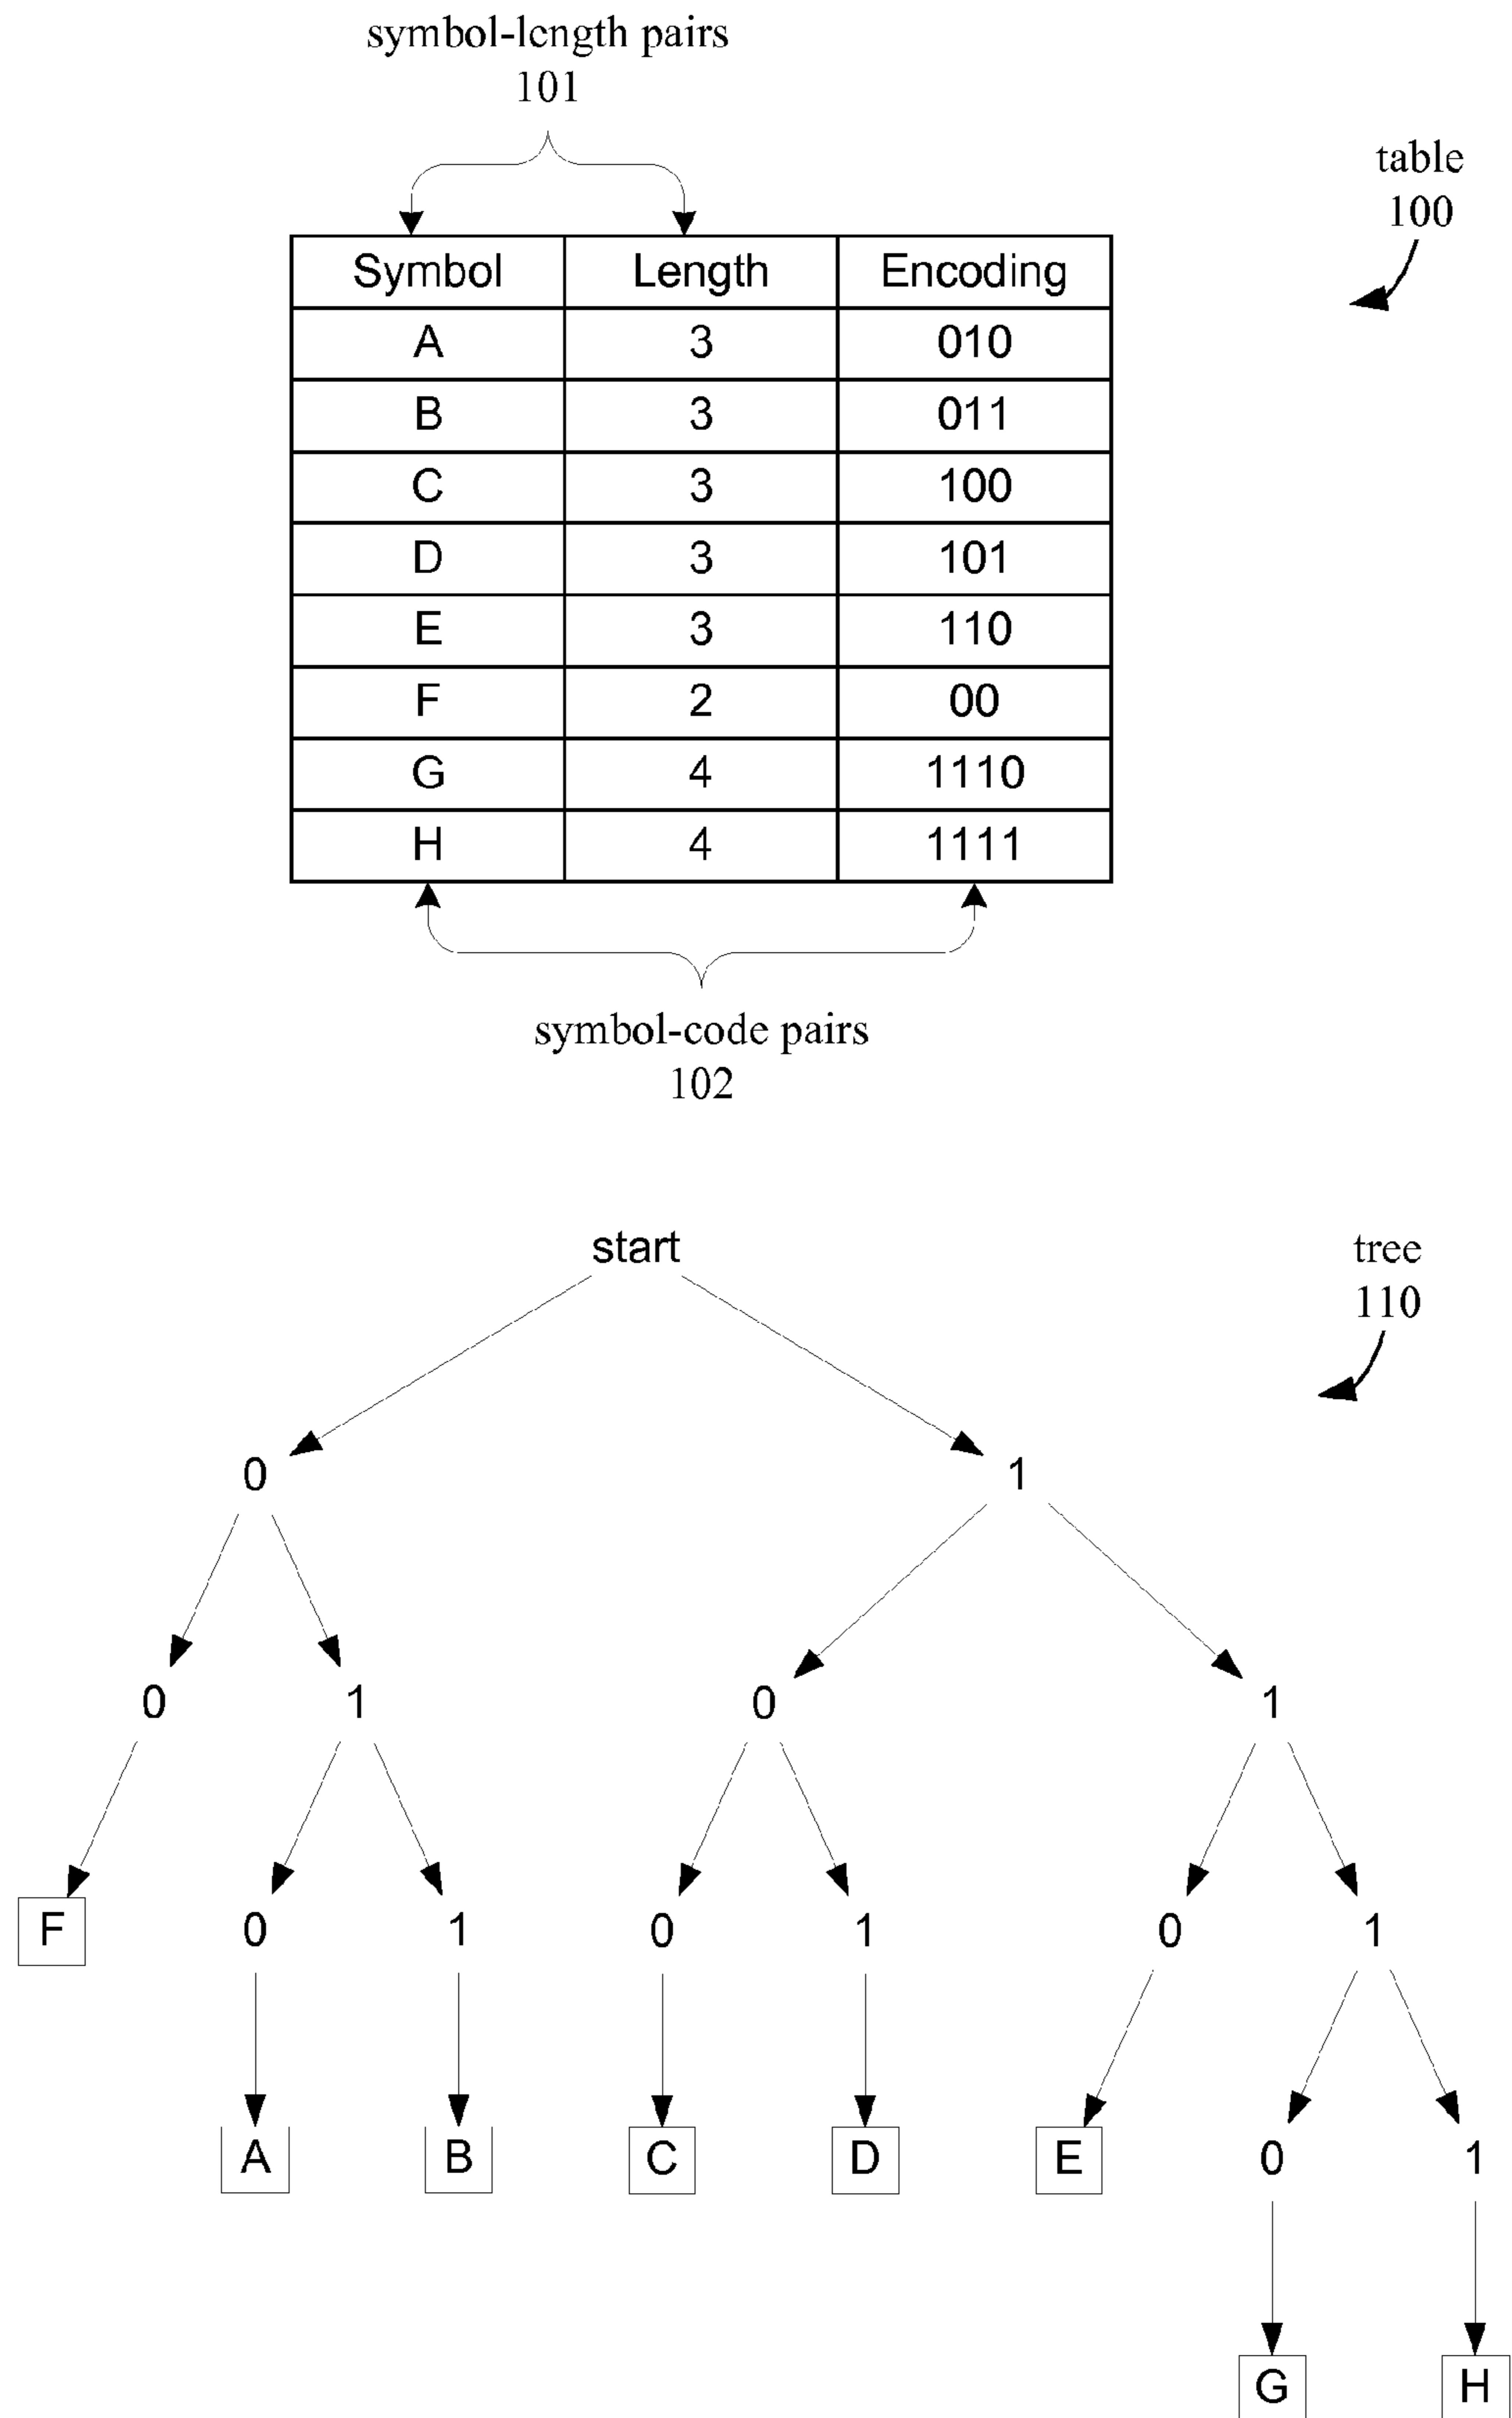 symbol-length pairs
101
table
100
Symbol Length Encoding
A 3 010
B 3 011
C 3 100
D 3 101
E 3 110
F 2 00
G 4 1110
H 4 1111
symbol-code pairs
102
start
tree
110
0 1
0 1 0 1
F 0 1 0 1 0 1
A B C D E 0 1
G H